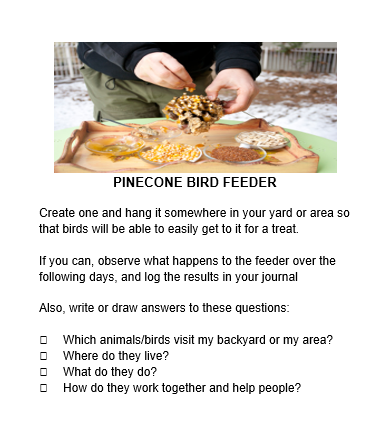 PINECONE BIRD FEEDER
Create one and hang it somewhere in your yard or area so
that birds will be able to easily get to it for a treat.
If you can, observe what happens to the feeder over the
following days, and log the results in your journal
Also, write or draw answers to these questions:
☐ Which animals/birds visit my backyard or my area?
☐ Where do they live?
☐ What do they do?
☐ How do they work together and help people?